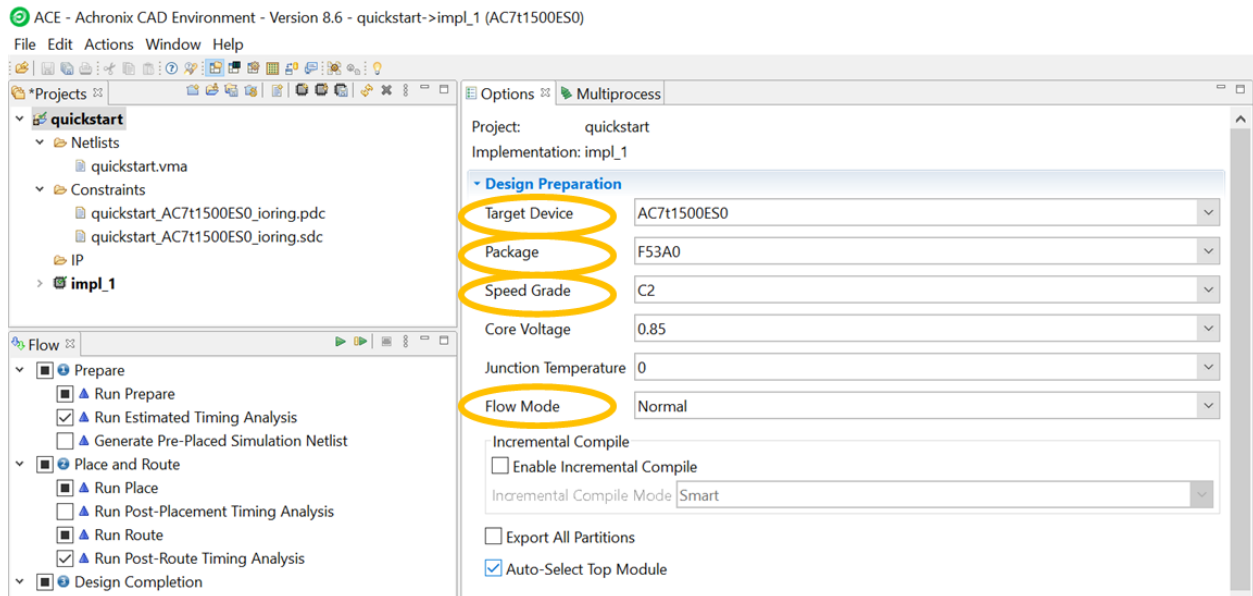 ACE - Achronix CAD Environment - Version 8.6 - quickstart->impl_1 (AC7t1500ES0)
File Edit Actions Window Help
*Projects
quickstart
Netlists
quickstart.vma
Constraints
quickstart_AC7t1500ES0_ioring.pdc
quickstart_AC7t1500ES0_ioring.sdc
IP
impl_1
Flow
1 Prepare
Run Prepare
Run Estimated Timing Analysis
Generate Pre-Placed Simulation Netlist
2 Place and Route
Run Place
Run Post-Placement Timing Analysis
Run Route
Run Post-Route Timing Analysis
3 Design Completion
Options Multiprocess
Project: quickstart
Implementation: impl_1
Design Preparation
Target Device AC7t1500ES0
Package F53A0
Speed Grade C2
Core Voltage 0.85
Junction Temperature 0
Flow Mode Normal
Incremental Compile
Enable Incremental Compile
Incremental Compile Mode Smart
Export All Partitions
Auto-Select Top Module